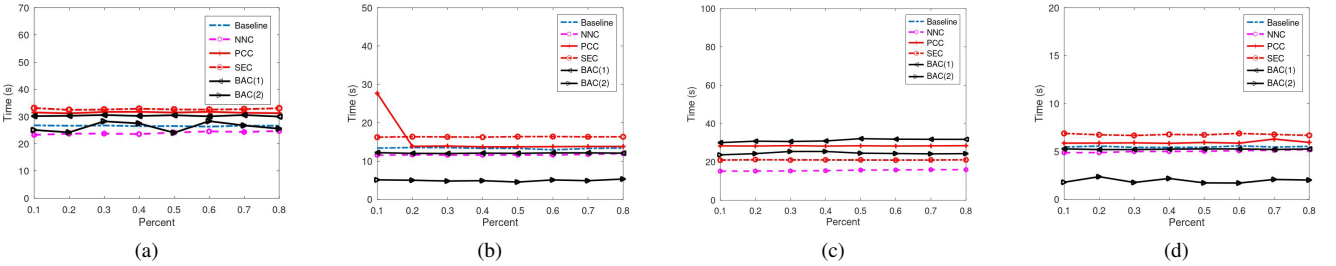 70
60
50
40
30
20
10
0
Time (s)
0.1 0.2 0.3 0.4 0.5 0.6 0.7 0.8
Percent
Baseline
NNC
PCC
SEC
BAC(1)
BAC(2)
(a)
50
40
30
20
10
0
Time (s)
0.1 0.2 0.3 0.4 0.5 0.6 0.7 0.8
Percent
Baseline
NNC
PCC
SEC
BAC(1)
BAC(2)
(b)
100
80
60
40
20
0
Time (s)
0.1 0.2 0.3 0.4 0.5 0.6 0.7 0.8
Percent
Baseline
NNC
PCC
SEC
BAC(1)
BAC(2)
(c)
20
15
10
5
0
Time (s)
0.1 0.2 0.3 0.4 0.5 0.6 0.7 0.8
Percent
Baseline
NNC
PCC
SEC
BAC(1)
BAC(2)
(d)